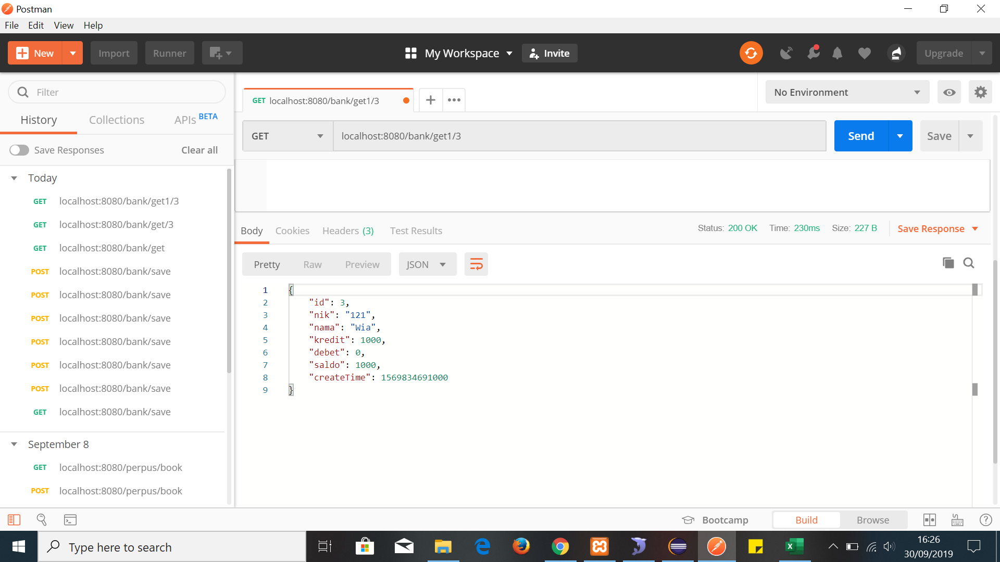 Postman
File Edit View Help
New Import Runner My Workspace Invite Upgrade
Filter
History Collections APIs BETA
Save Responses Clear all
Today
GET localhost:8080/bank/get1/3
GET localhost:8080/bank/get/3
GET localhost:8080/bank/get
POST localhost:8080/bank/save
POST localhost:8080/bank/save
POST localhost:8080/bank/save
POST localhost:8080/bank/save
POST localhost:8080/bank/save
POST localhost:8080/bank/save
GET localhost:8080/bank/save
September 8
GET localhost:8080/perpus/book
POST localhost:8080/perpus/book
GET localhost:8080/bank/get1/3
No Environment
GET localhost:8080/bank/get1/3 Send Save
Body Cookies Headers (3) Test Results Status: 200 OK Time: 230ms Size: 227 B Save Response
Pretty Raw Preview JSON
1 {
2 "id": 3,
3 "nik": "121",
4 "nama": "Wia",
5 "kredit": 1000,
6 "debet": 0,
7 "saldo": 1000,
8 "createTime": 1569834691000
9 }
Bootcamp Build Browse
Type here to search
16:26
30/09/2019